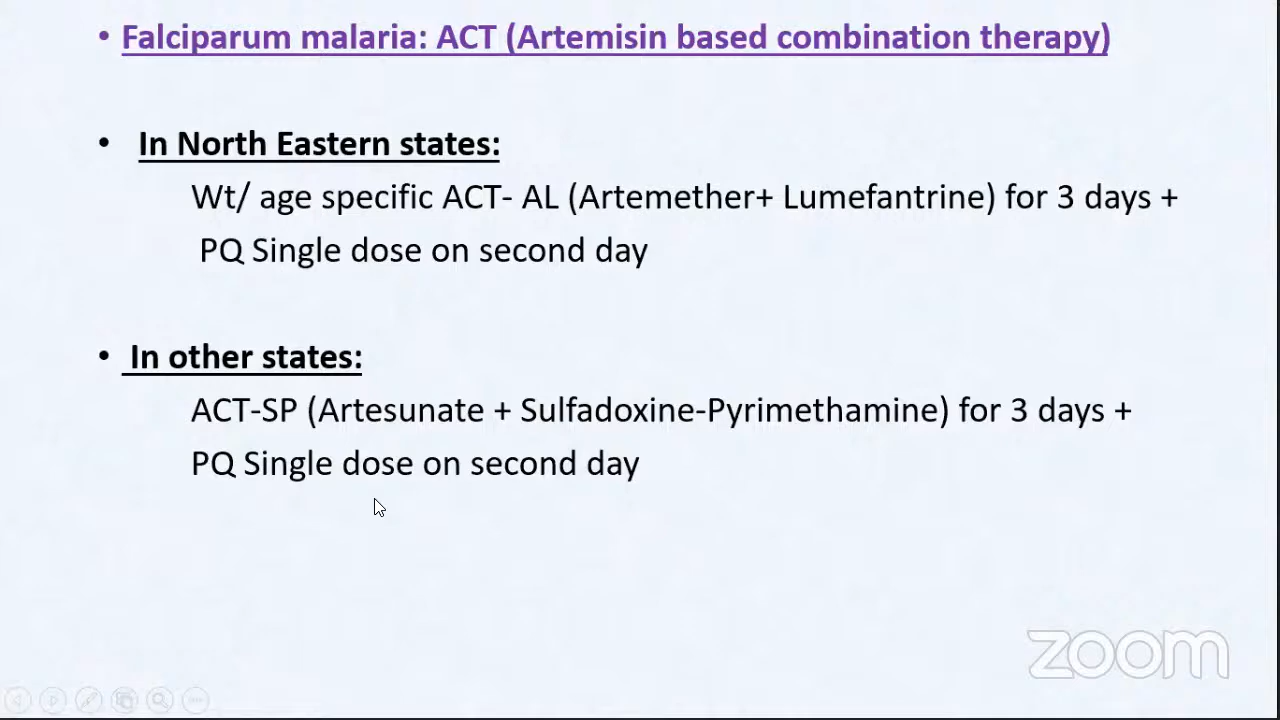 • Falciparum malaria: ACT (Artemisin based combination therapy)
• In North Eastern states:
Wt/ age specific ACT- AL (Artemether+ Lumefantrine) for 3 days +
PQ Single dose on second day
• In other states:
ACT-SP (Artesunate + Sulfadoxine-Pyrimethamine) for 3 days +
PQ Single dose on second day
zoom